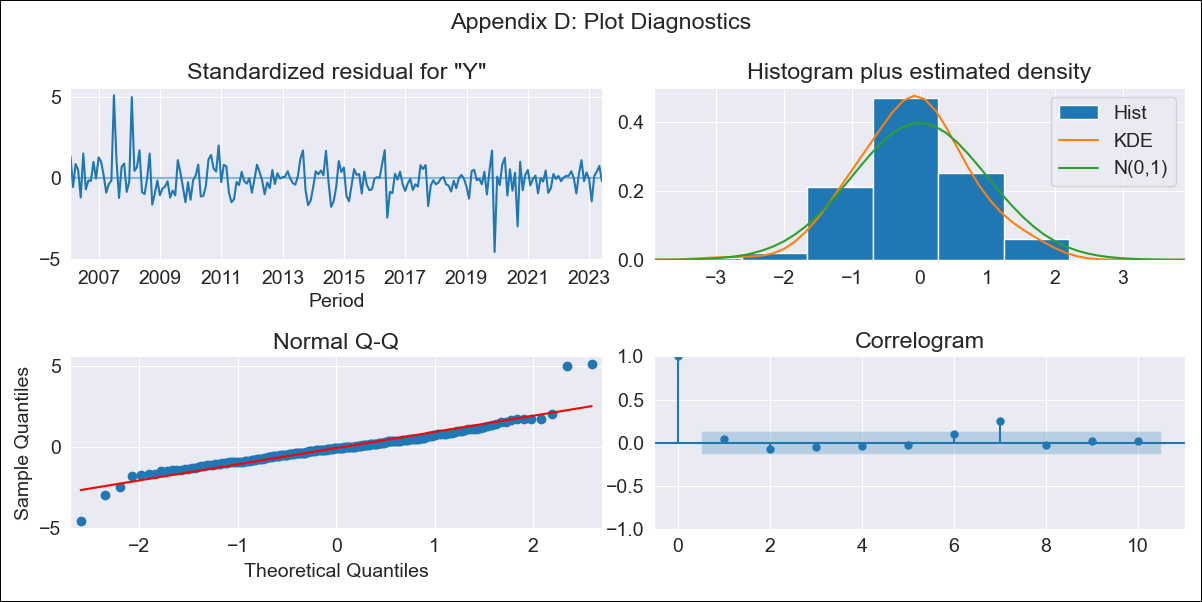 Appendix D: Plot Diagnostics
Standardized residual for "Y"
5
0
−5
2007 2009 2011 2013 2015 2017 2019 2021 2023
Period
Histogram plus estimated density
0.4
0.2
0.0
−3 −2 −1 0 1 2 3
Hist
KDE
N(0,1)
Normal Q-Q
Sample Quantiles
5
0
−5
−2 −1 0 1 2
Theoretical Quantiles
Correlogram
1.0
0.5
0.0
−0.5
−1.0
0 2 4 6 8 10